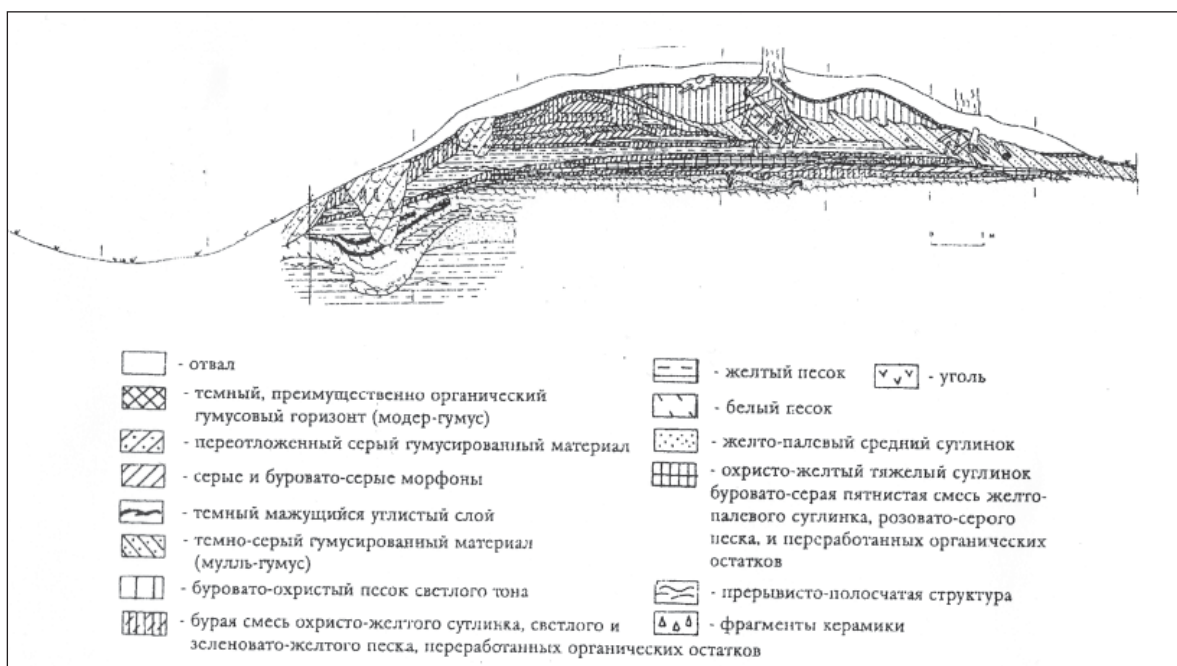 0 1 м
- отвал
- темный, преимущественно органический
гумусовый горизонт (модер-гумус)
- переотложенный серый гумусированный материал
- серые и буровато-серые морфоны
- темный мажущийся углистый слой
- темно-серый гумусированный материал
(мулль-гумус)
- буровато-охристый песок светлого тона
- бурая смесь охристо-желтого суглинка, светлого и
зеленовато-желтого песка, переработанных органических остатков
- желтый песок
- уголь
- белый песок
- желто-палевый средний суглинок
- охристо-желтый тяжелый суглинок
буровато-серая пятнистая смесь желто-
палевого суглинка, розовато-серого
песка, и переработанных органических
остатков
- прерывисто-полосчатая структура
- фрагменты керамики